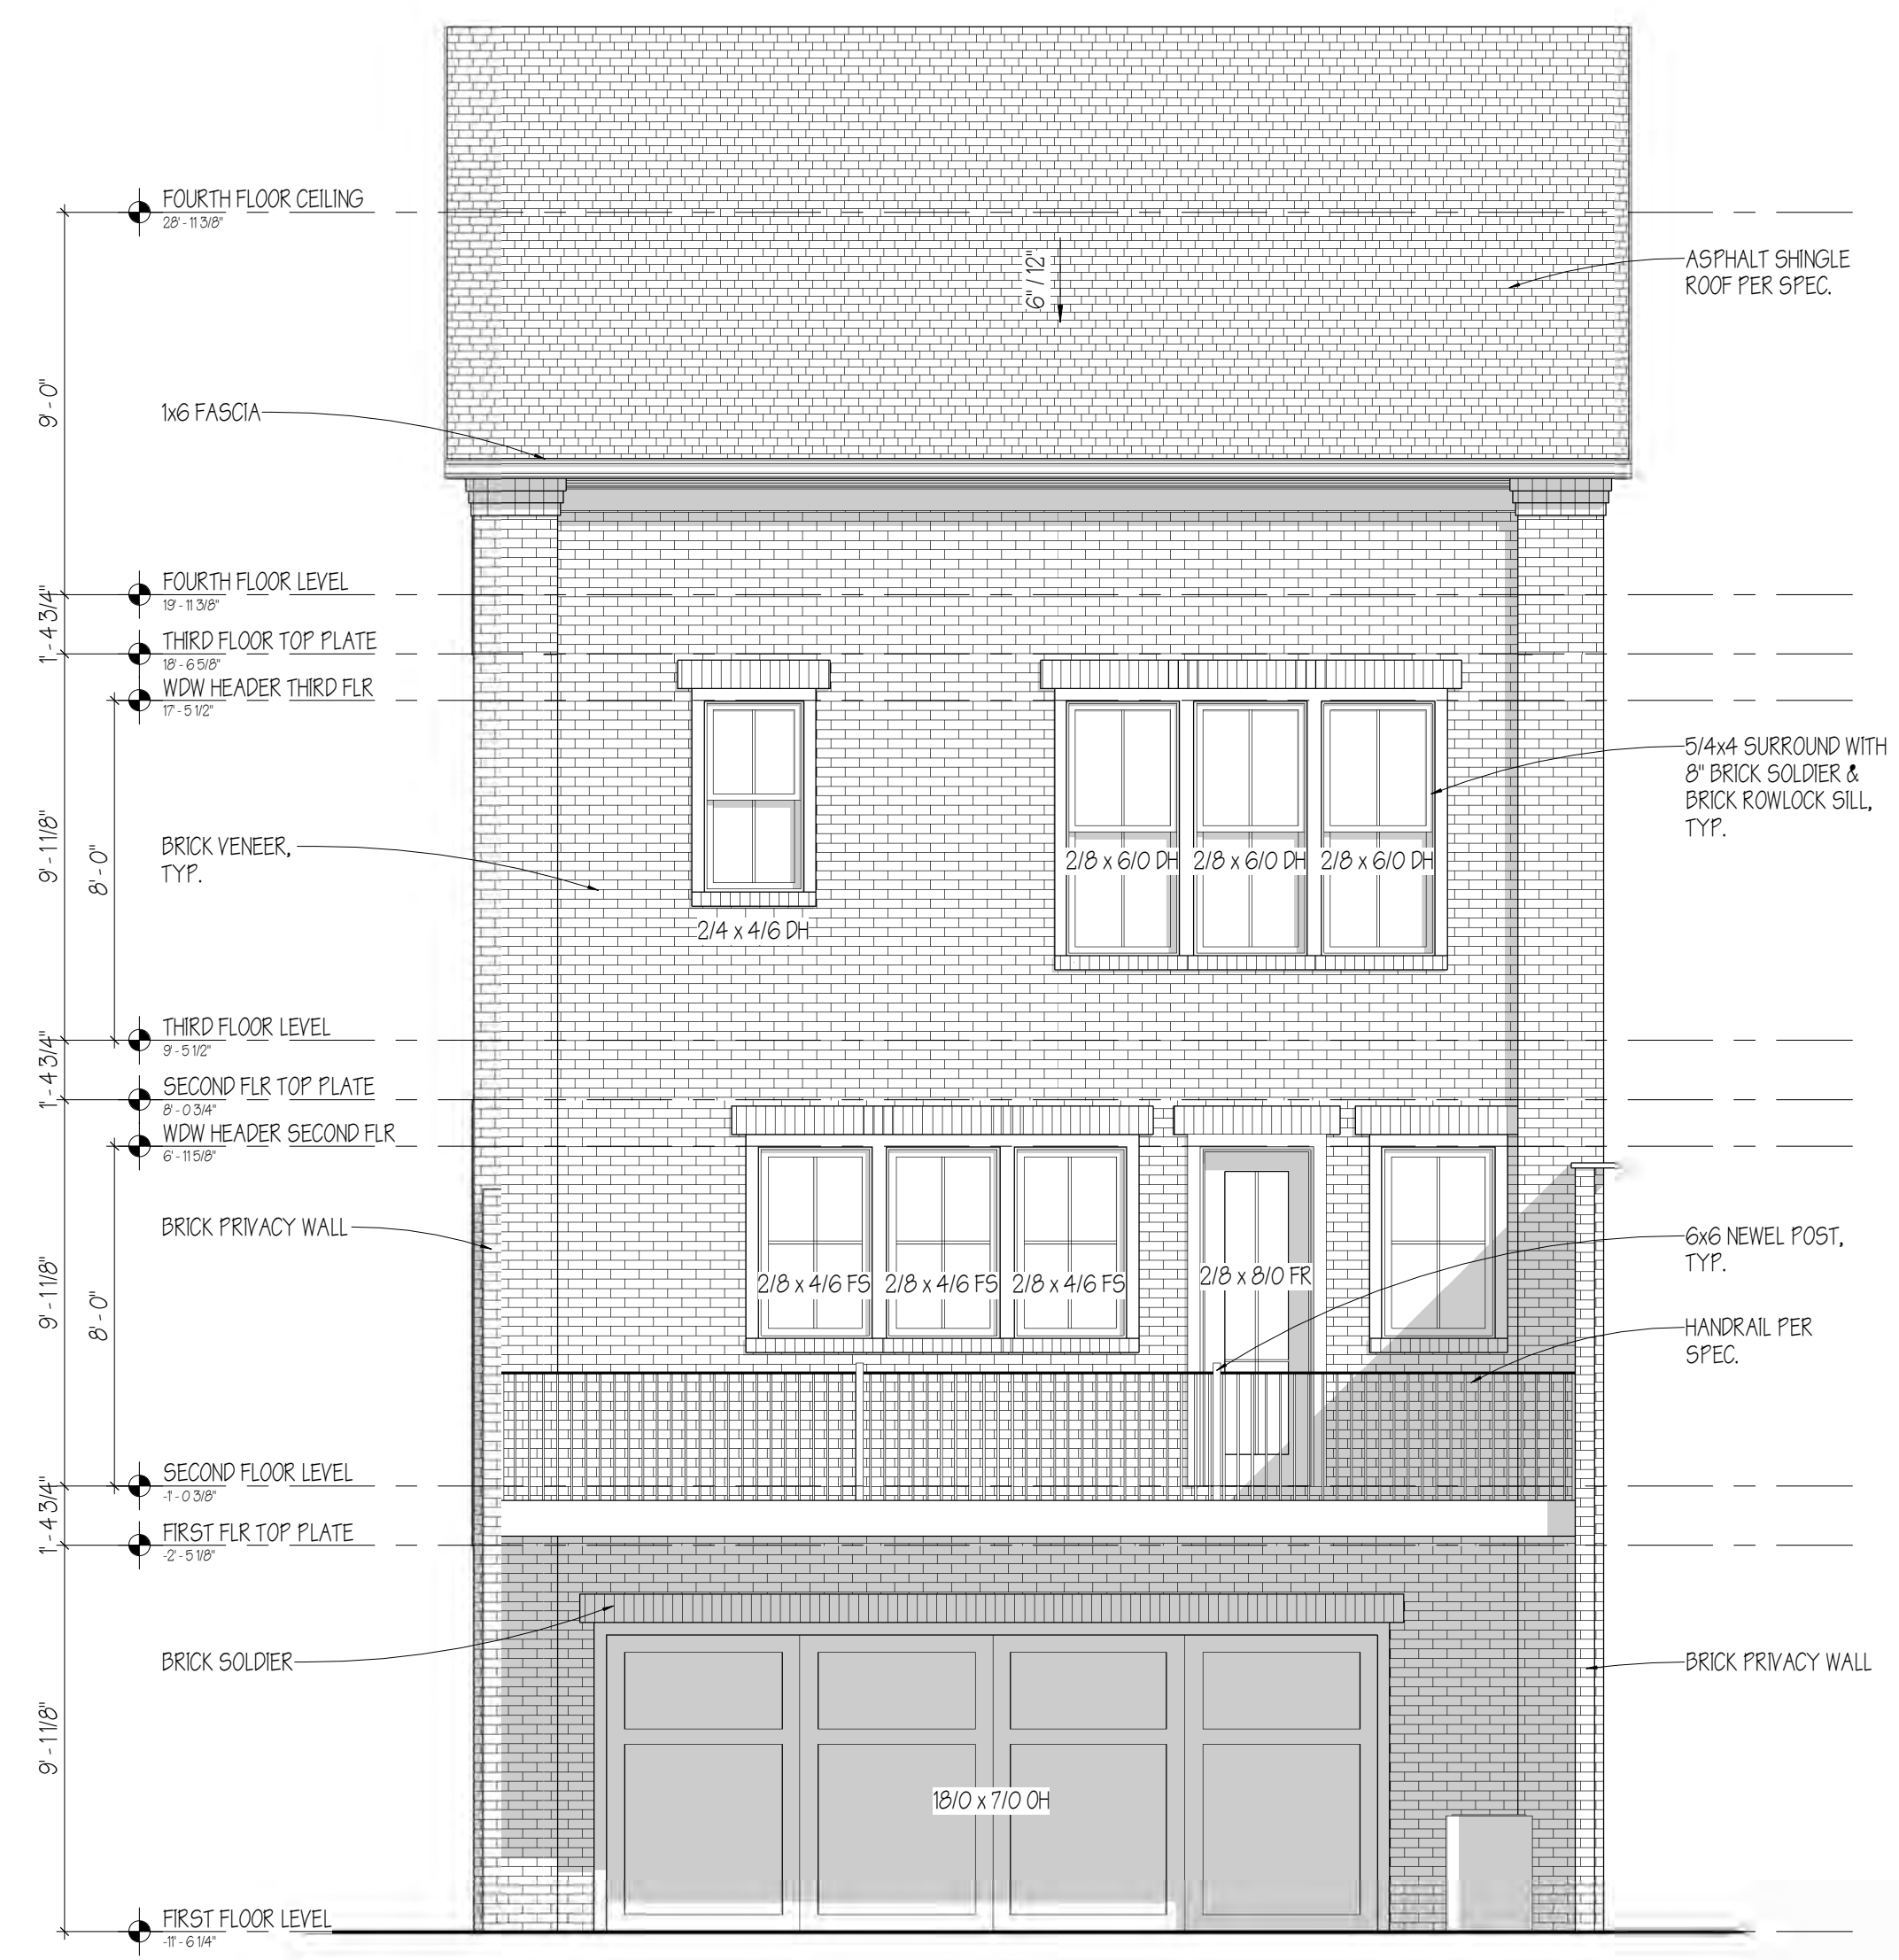 FOURTH FLOOR CEILING
28' - 11 3/8"
6" / 12"
ASPHALT SHINGLE
ROOF PER SPEC.
9' - 0"
1x6 FASCIA
FOURTH FLOOR LEVEL
19' - 11 3/8"
1' - 4 3/4"
THIRD FLOOR TOP PLATE
18' - 6 5/8"
WDW HEADER THIRD FLR
17' - 5 1/2"
5/4x4 SURROUND WITH
8" BRICK SOLDIER &
BRICK ROWLOCK SILL,
TYP.
9' - 1 1/8"
8' - 0"
BRICK VENEER,
TYP.
2/8 x 6/0 DH
2/8 x 6/0 DH
2/8 x 6/0 DH
2/4 x 4/6 DH
THIRD FLOOR LEVEL
9' - 5 1/2"
1' - 4 3/4"
SECOND FLR TOP PLATE
8' - 0 3/4"
WDW HEADER SECOND FLR
6' - 11 5/8"
BRICK PRIVACY WALL
6x6 NEWEL POST,
TYP.
9' - 1 1/8"
8' - 0"
2/8 x 4/6 FS
2/8 x 4/6 FS
2/8 x 4/6 FS
2/8 x 8/0 FR
HANDRAIL PER
SPEC.
SECOND FLOOR LEVEL
-1' - 0 3/8"
1' - 4 3/4"
FIRST FLR TOP PLATE
-2' - 5 1/8"
BRICK SOLDIER
BRICK PRIVACY WALL
9' - 1 1/8"
18/0 x 7/0 OH
FIRST FLOOR LEVEL
-11' - 6 1/4"